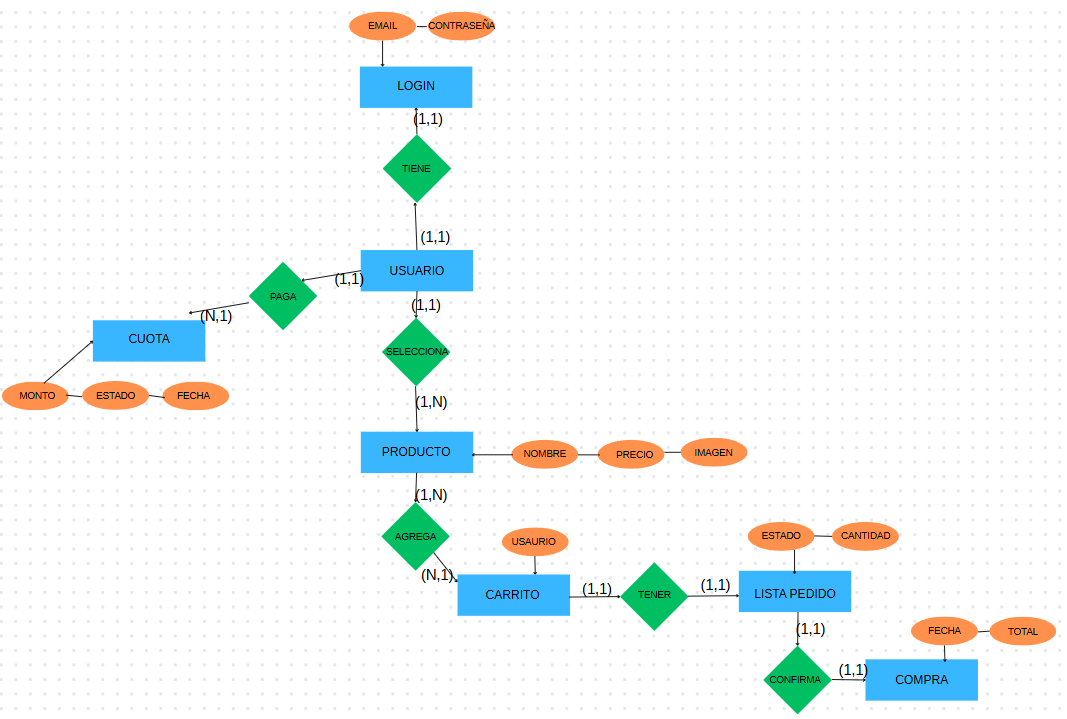 EMAIL
CONTRASEÑA
LOGIN
(1,1)
TIENE
(1,1)
USUARIO
(1,1)
PAGA
(N,1)
CUOTA
MONTO
ESTADO
FECHA
(1,1)
SELECCIONA
(1,N)
PRODUCTO
NOMBRE
PRECIO
IMAGEN
(1,N)
AGREGA
(N,1)
USAURIO
CARRITO
(1,1)
TENER
(1,1)
ESTADO
CANTIDAD
LISTA PEDIDO
(1,1)
CONFIRMA
(1,1)
FECHA
TOTAL
COMPRA